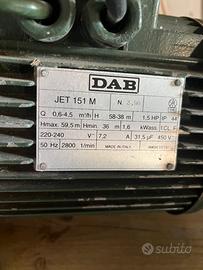 DAB
JET 151 M N.
Q 0,6-4,5 m³/h H 58-38 m 1,5 HP IP 44
Hmax. 59,5 m Hmin 36 m 1,6 kWass. I.CL. F
220-240 V~ 7,2 A 31,5 µF 450 V
50 Hz 2800 1/min MADE IN ITALY
subito